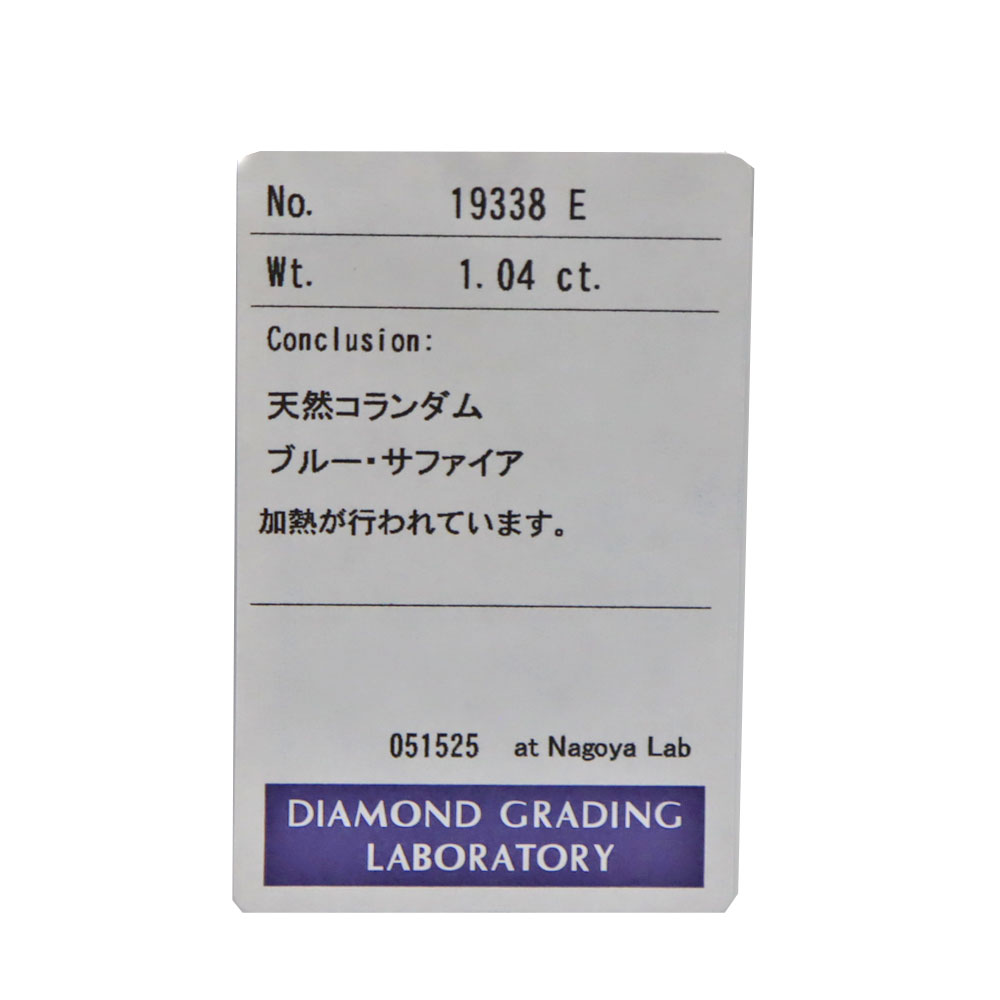 No. 19338 E
Wt. 1.04 ct.
Conclusion:
天然コランダム
ブルー・サファイア
加熱が行われています。
051525 at Nagoya Lab
DIAMOND GRADING
LABORATORY